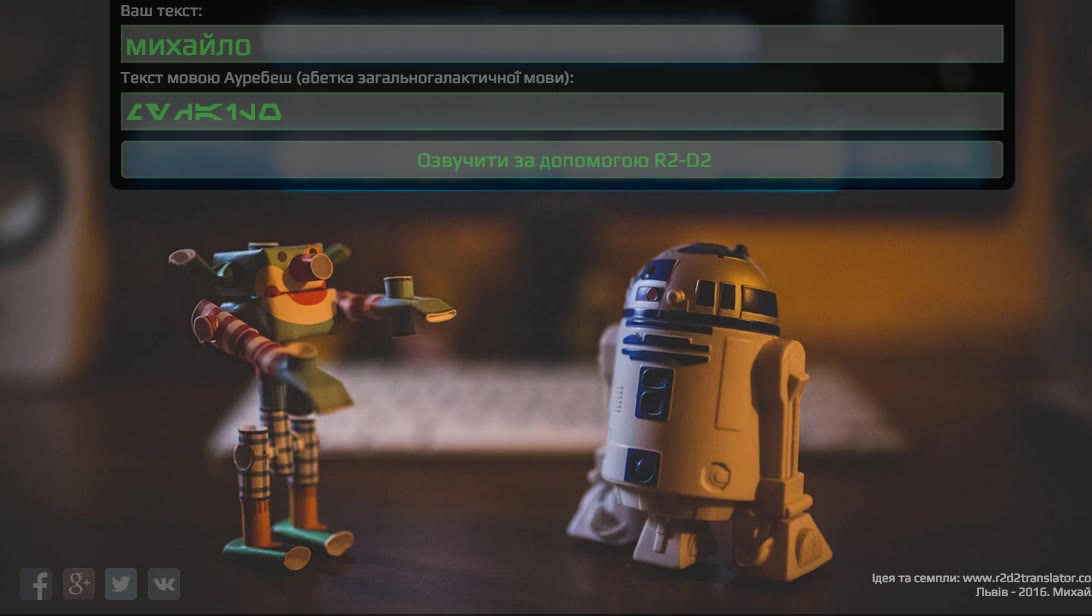 Ваш текст:
михайло
Текст мовою Ауребеш (абетка загальногалактичної мови):
Озвучити за допомогою R2-D2
Ідея та семпли: www.r2d2translator.co
Львів - 2016. Михай